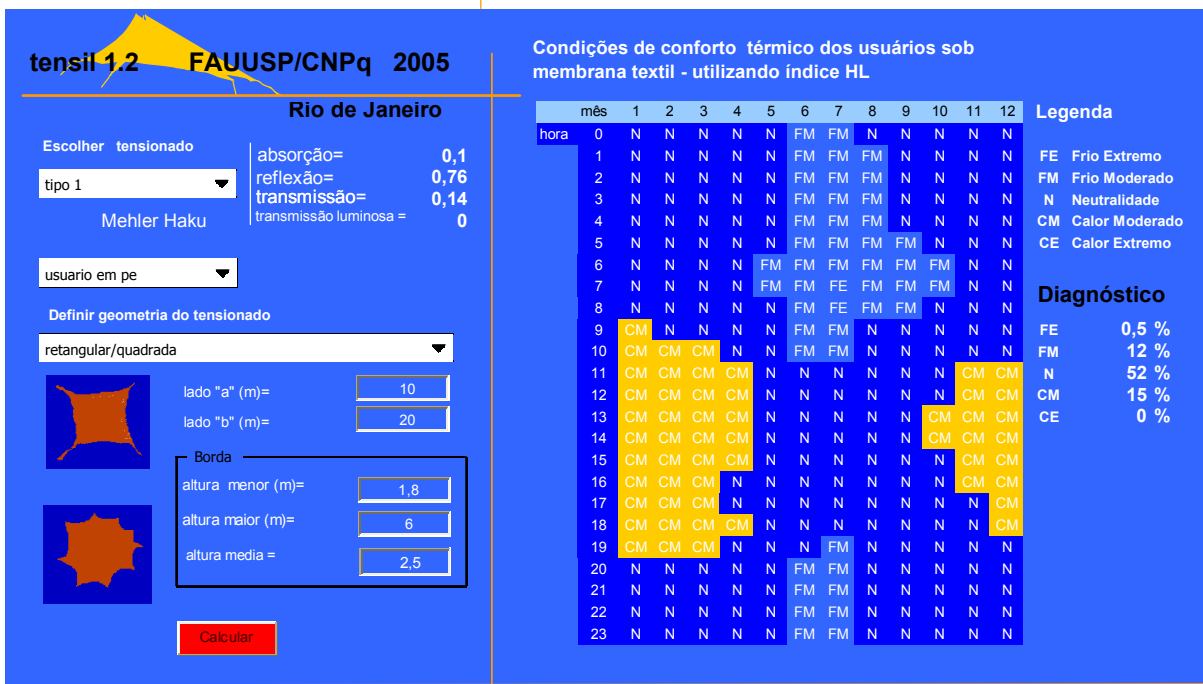 tensil 1.2 FAUUSP/CNPq 2005
Rio de Janeiro
Escolher tensionado
tipo 1
Mehler Haku
absorção= 0,1
reflexão= 0,76
transmissão= 0,14
transmissão luminosa = 0
usuario em pe
Definir geometria do tensionado
retangular/quadrada
lado "a" (m)= 10
lado "b" (m)= 20
Borda
altura menor (m)= 1,8
altura maior (m)= 6
altura media = 2,5
Calcular
Condições de conforto térmico dos usuários sob
membrana textil - utilizando índice HL
mês 1 2 3 4 5 6 7 8 9 10 11 12
hora 0 N N N N N FM FM N N N N N
1 N N N N N FM FM FM N N N N
2 N N N N N FM FM FM N N N N
3 N N N N N FM FM FM N N N N
4 N N N N N FM FM FM N N N N
5 N N N N N FM FM FM FM N N N
6 N N N N FM FM FM FM FM FM N N
7 N N N N FM FM FE FM FM FM N N
8 N N N N N FM FE FM FM N N N
9 CM N N N N FM FM N N N N N
10 CM CM CM N N FM FM N N N N N
11 CM CM CM CM N N N N N N CM CM
12 CM CM CM CM N N N N N N CM CM
13 CM CM CM CM N N N N N CM CM CM
14 CM CM CM CM N N N N N CM CM CM
15 CM CM CM CM N N N N N N CM CM
16 CM CM CM N N N N N N N CM CM
17 CM CM CM N N N N N N N N CM
18 CM CM CM CM N N N N N N N CM
19 CM CM CM N N N FM N N N N N
20 N N N N N FM FM N N N N N
21 N N N N N FM FM N N N N N
22 N N N N N FM FM N N N N N
23 N N N N N FM FM N N N N N
Legenda
FE Frio Extremo
FM Frio Moderado
N Neutralidade
CM Calor Moderado
CE Calor Extremo
Diagnóstico
FE 0,5 %
FM 12 %
N 52 %
CM 15 %
CE 0 %